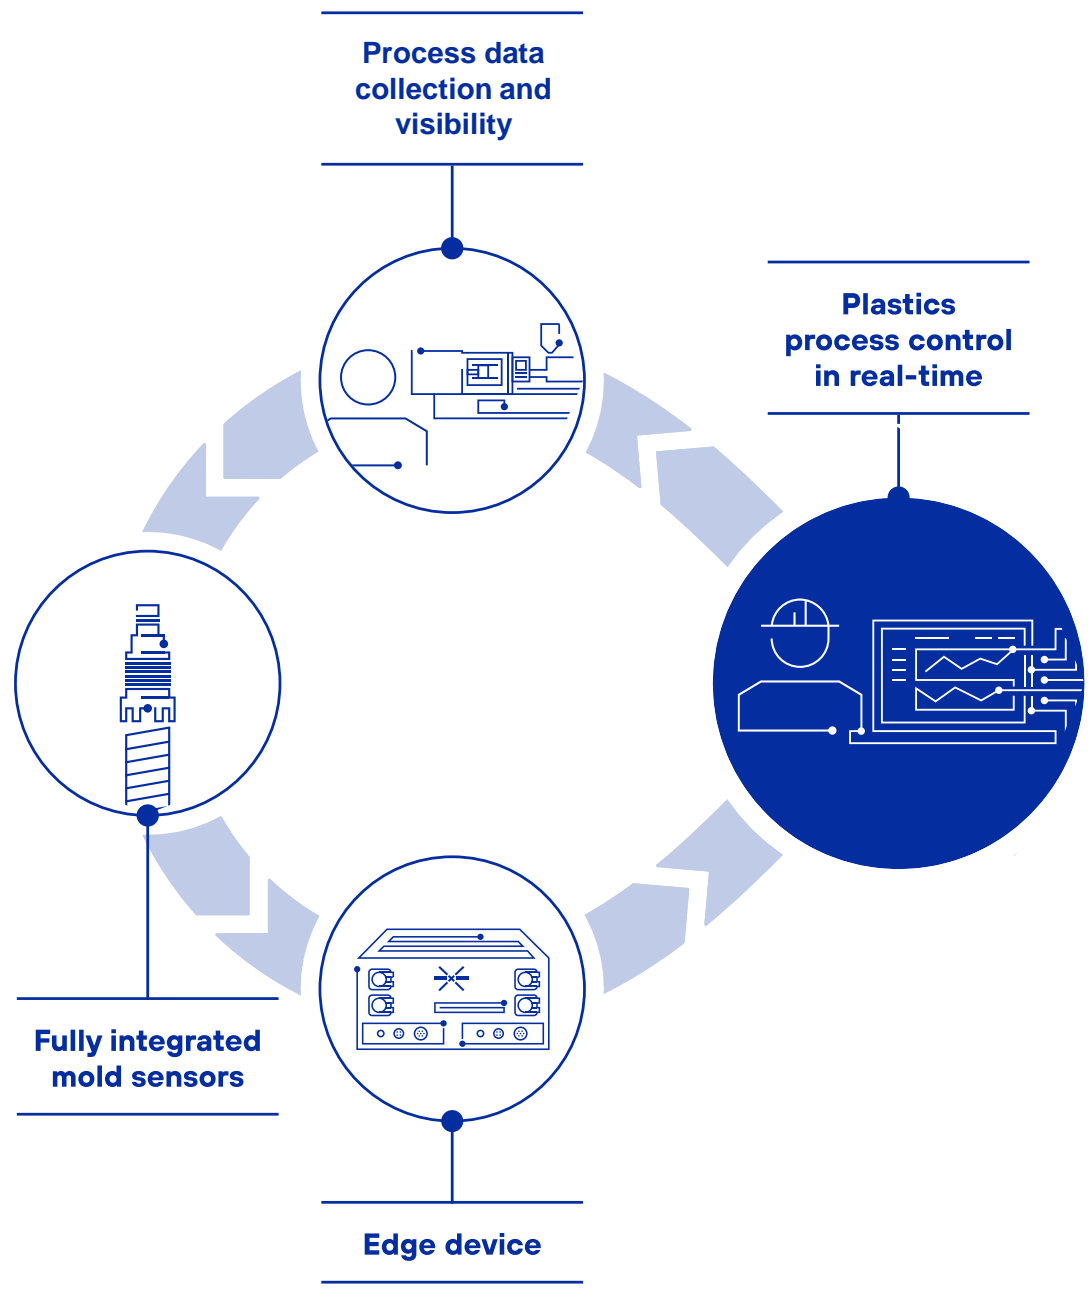 Process data
collection and
visibility
Plastics
process control
in real-time
Fully integrated
mold sensors
Edge device